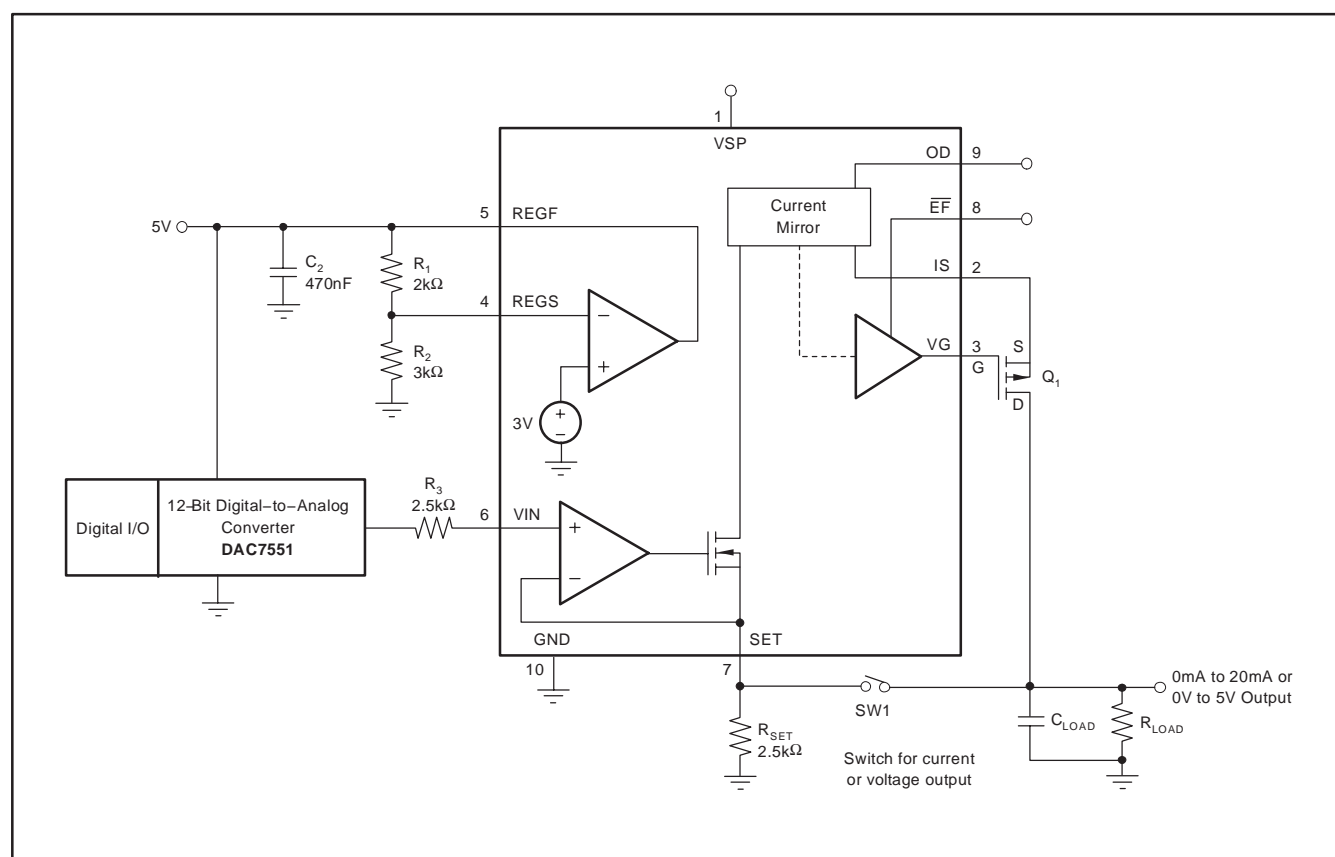 1
VSP
OD 9
EF 8
Current
Mirror
IS 2
5V
5 REGF
C2
470nF
R1
2kΩ
4 REGS
R2
3kΩ
−
+
3V
+
−
VG 3
G
S
Q1
D
Digital I/O
12–Bit Digital–to–Analog
Converter
DAC7551
R3
2.5kΩ
6 VIN
+
−
GND
SET
10
7
SW1
0mA to 20mA or
0V to 5V Output
RSET
2.5kΩ
CLOAD
RLOAD
Switch for current
or voltage output